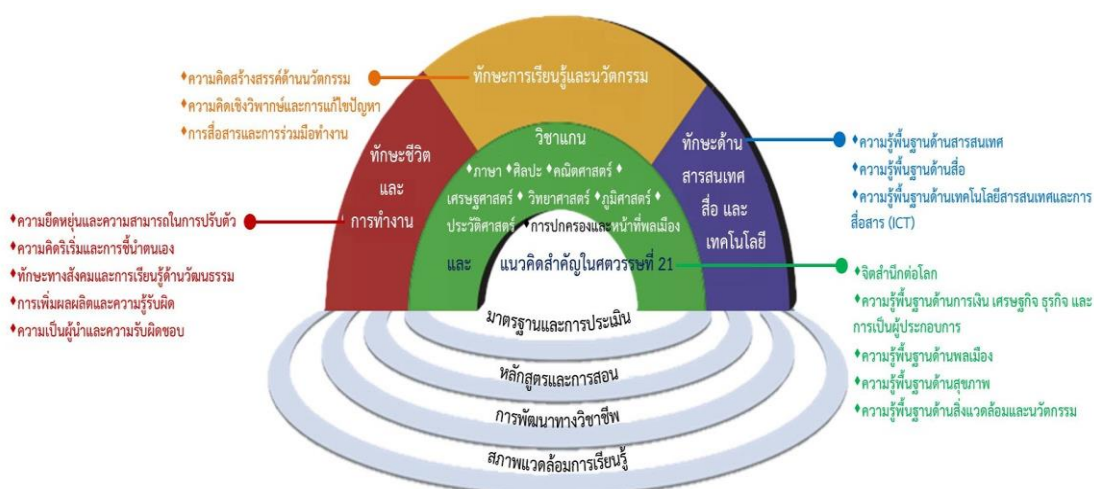 ทักษะการเรียนรู้และนวัตกรรม
♦ความคิดสร้างสรรค์ด้านนวัตกรรม
♦ความคิดเชิงวิพากษ์และการแก้ไขปัญหา
♦การสื่อสารและการร่วมมือทำงาน
ทักษะชีวิต
และ
การทำงาน
♦ความยืดหยุ่นและความสามารถในการปรับตัว
♦ความคิดริเริ่มและการชี้นำตนเอง
♦ทักษะทางสังคมและการเรียนรู้ด้านวัฒนธรรม
♦การเพิ่มผลผลิตและความรู้รับผิด
♦ความเป็นผู้นำและความรับผิดชอบ
วิชาแกน
♦ภาษา ♦ศิลปะ ♦คณิตศาสตร์ ♦
เศรษฐศาสตร์ ♦ วิทยาศาสตร์ ♦ภูมิศาสตร์ ♦
ประวัติศาสตร์ ♦การปกครองและหน้าที่พลเมือง
และ แนวคิดสำคัญในศตวรรษที่ 21
ทักษะด้าน
สารสนเทศ
สื่อ และ
เทคโนโลยี
♦ความรู้พื้นฐานด้านสารสนเทศ
♦ความรู้พื้นฐานด้านสื่อ
♦ความรู้พื้นฐานด้านเทคโนโลยีสารสนเทศและการ
สื่อสาร (ICT)
♦จิตสำนึกต่อโลก
♦ความรู้พื้นฐานด้านการเงิน เศรษฐกิจ ธุรกิจ และ
การเป็นผู้ประกอบการ
♦ความรู้พื้นฐานด้านพลเมือง
♦ความรู้พื้นฐานด้านสุขภาพ
♦ความรู้พื้นฐานด้านสิ่งแวดล้อมและนวัตกรรม
มาตรฐานและการประเมิน
หลักสูตรและการสอน
การพัฒนาทางวิชาชีพ
สภาพแวดล้อมการเรียนรู้